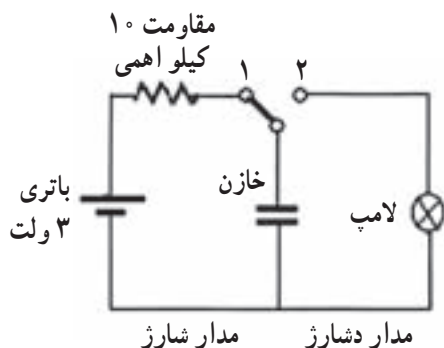 مقاومت ۱۰
کیلو اهمی
۱
۲
باتری
۳ ولت
خازن
لامپ
مدار شارژ
مدار دشارژ